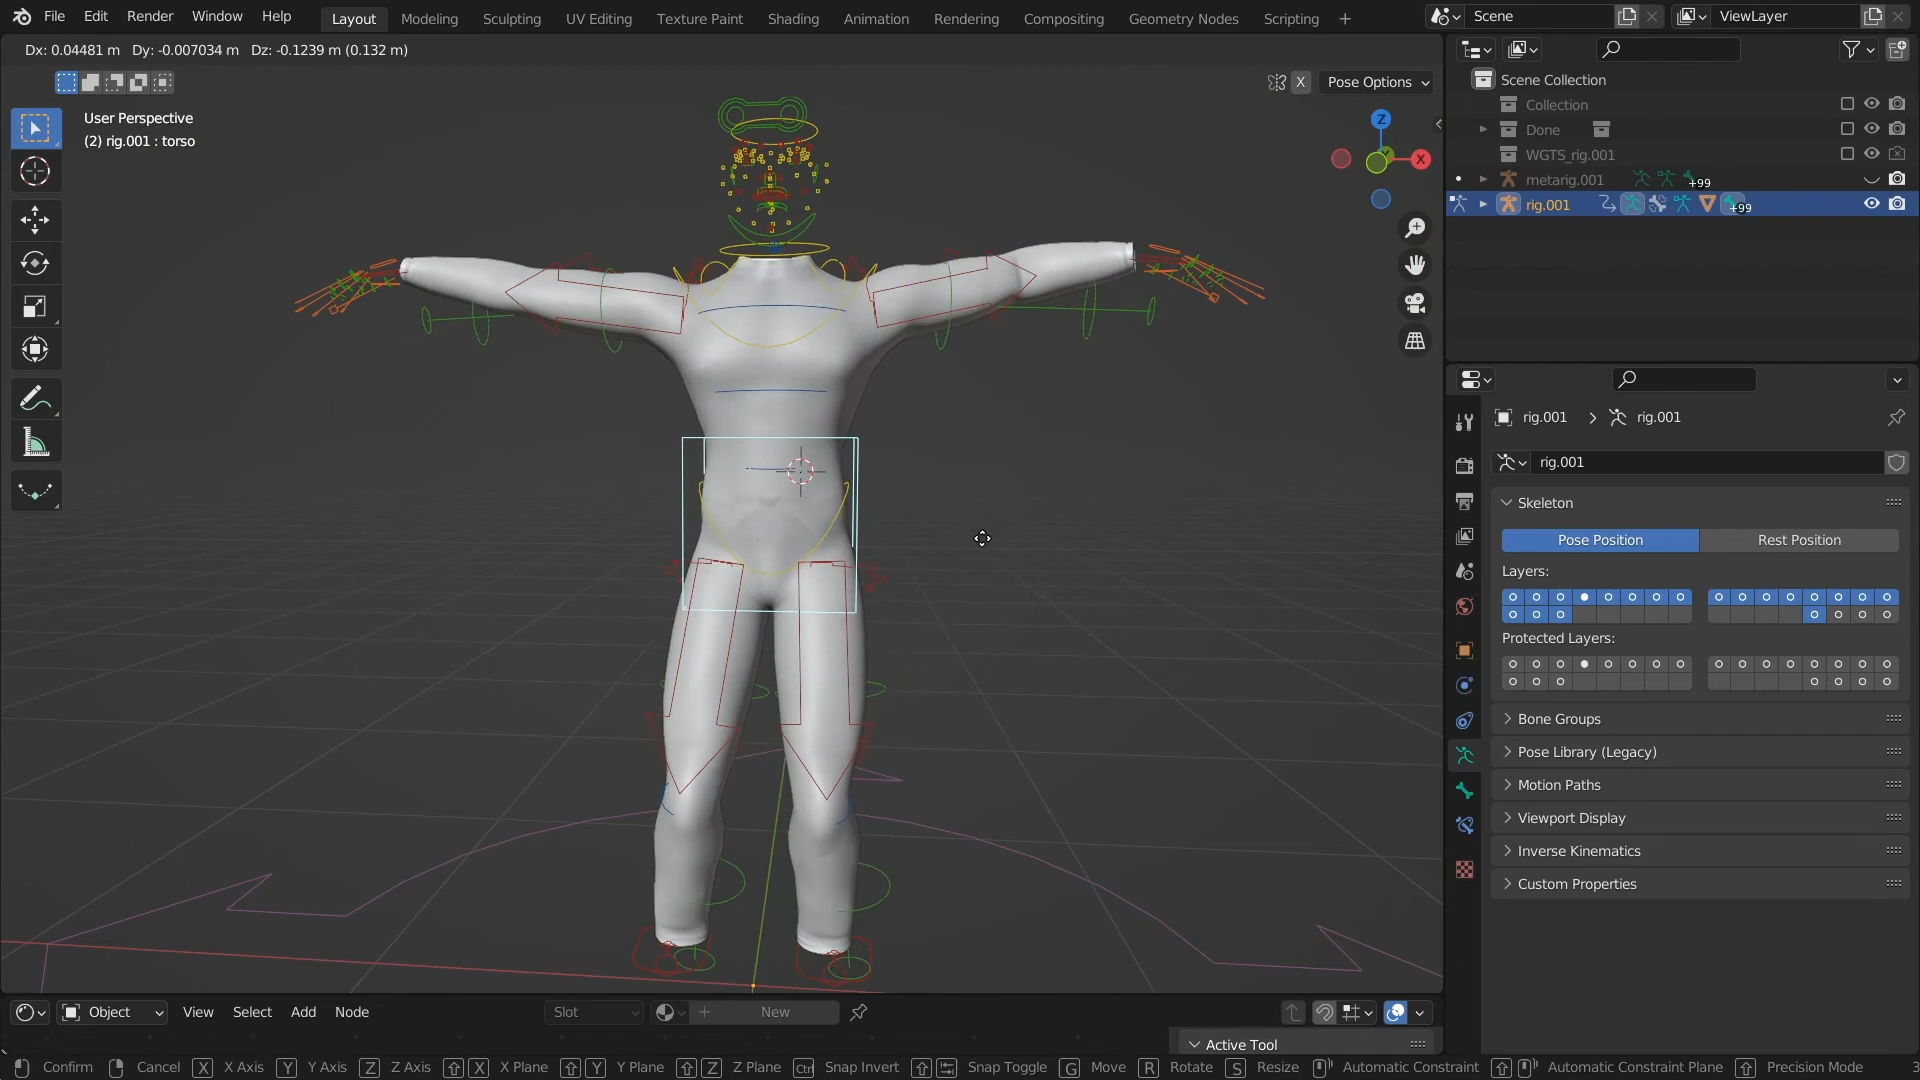 File Edit Render Window Help Layout Modeling Sculpting UV Editing Texture Paint Shading Animation Rendering Compositing Geometry Nodes Scripting + Scene ViewLayer
Dx: 0.04481 m Dy: -0.007034 m Dz: -0.1239 m (0.132 m)
X Pose Options
User Perspective
(2) rig.001 : torso
Z
X
Scene Collection
Collection
Done
WGTS_rig.001
metarig.001 +99
rig.001 +99
rig.001 > rig.001
rig.001
Skeleton
Pose Position Rest Position
Layers:
Protected Layers:
Bone Groups
Pose Library (Legacy)
Motion Paths
Viewport Display
Inverse Kinematics
Custom Properties
Object View Select Add Node Slot + New
Active Tool
Confirm Cancel X X Axis Y Y Axis Z Z Axis X X Plane Y Y Plane Z Z Plane Ctrl Snap Invert Snap Toggle G Move R Rotate S Resize Automatic Constraint Automatic Constraint Plane Precision Mode 3